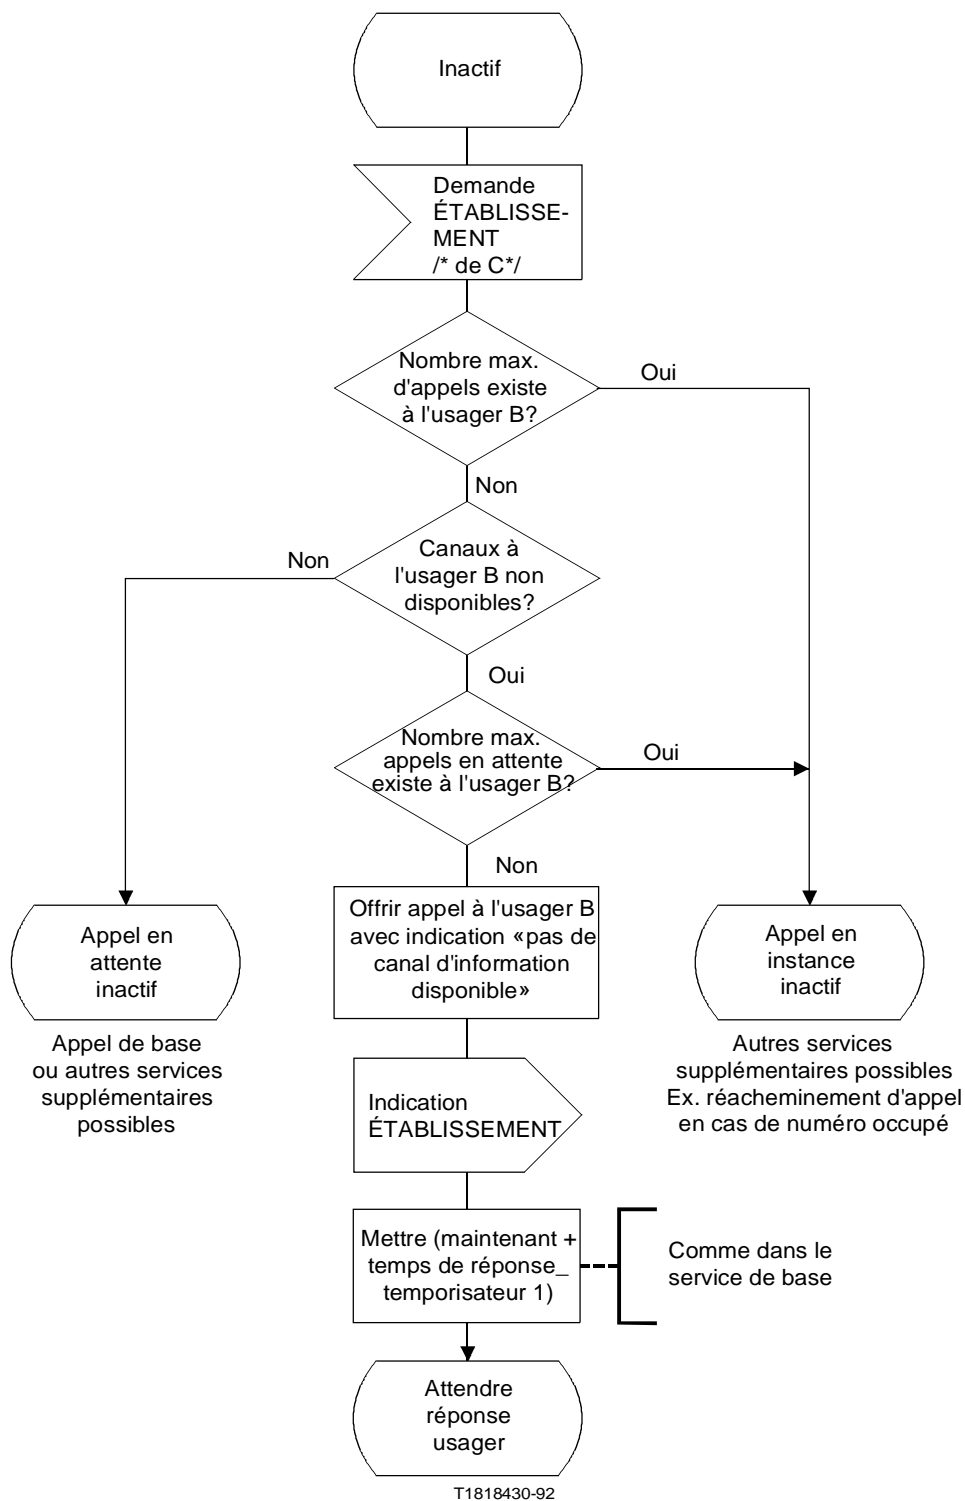 Inactif
Demande
ÉTABLISSE-
MENT
/* de C*/
Nombre max.
d'appels existe
à l'usager B?
Oui
Non
Canaux à
l'usager B non
disponibles?
Non
Oui
Nombre max.
appels en attente
existe à l'usager B?
Oui
Non
Offrir appel à l'usager B
avec indication «pas de
canal d'information
disponible»
Appel en
attente
inactif
Appel de base
ou autres services
supplémentaires
possibles
Appel en
instance
inactif
Autres services
supplémentaires possibles
Ex. réacheminement d'appel
en cas de numéro occupé
Indication
ÉTABLISSEMENT
Mettre (maintenant +
temps de réponse_
temporisateur 1)
Comme dans le
service de base
Attendre
réponse
usager
T1818430-92